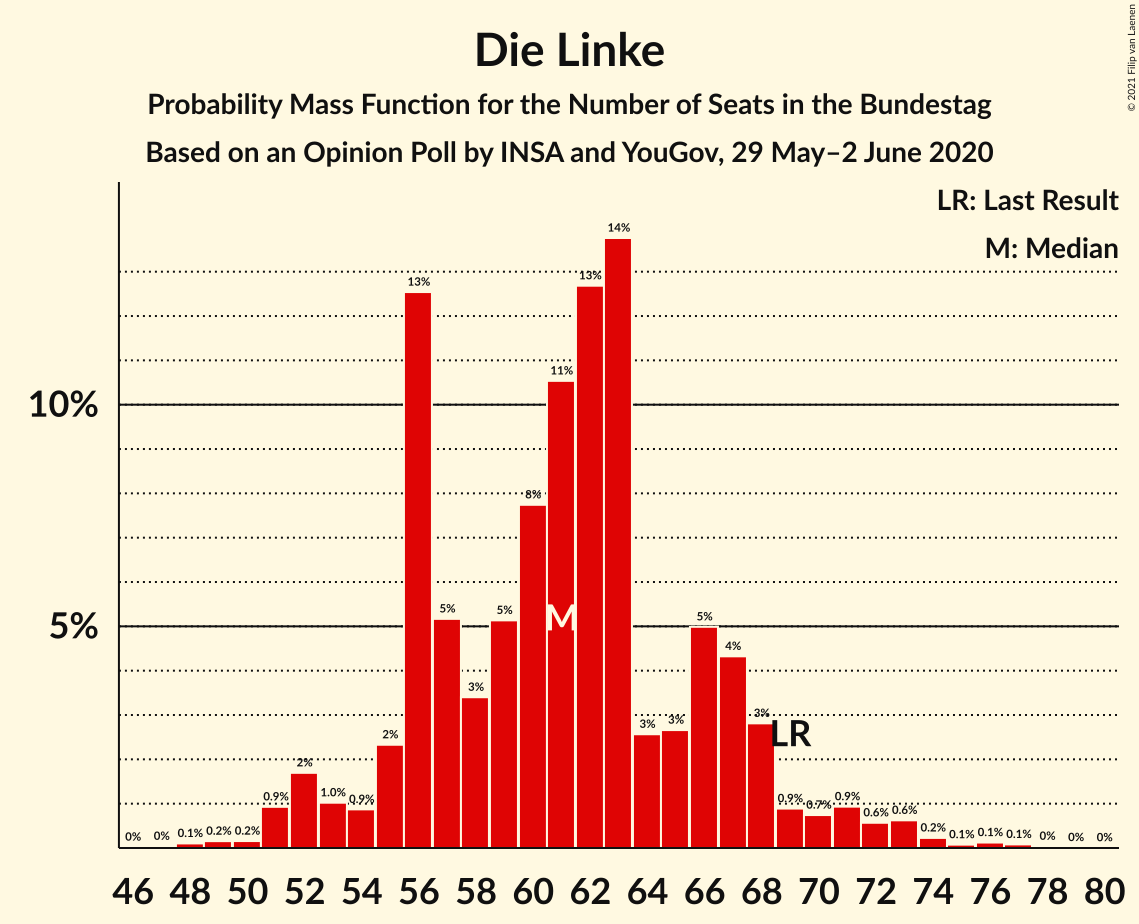 Die Linke
Probability Mass Function for the Number of Seats in the Bundestag
Based on an Opinion Poll by INSA and YouGov, 29 May–2 June 2020
© 2021 Filip van Laenen
LR: Last Result
M: Median
10%
5%
0% 0% 0.1% 0.2% 0.2% 0.9% 2% 1.0% 0.9% 2% 13% 5% 3% 5% 8% 11% 13% 14% 3% 3% 5% 4% 3% 0.9% 0.7% 0.9% 0.6% 0.6% 0.2% 0.1% 0.1% 0.1% 0% 0% 0%
M
LR
46 48 50 52 54 56 58 60 62 64 66 68 70 72 74 76 78 80